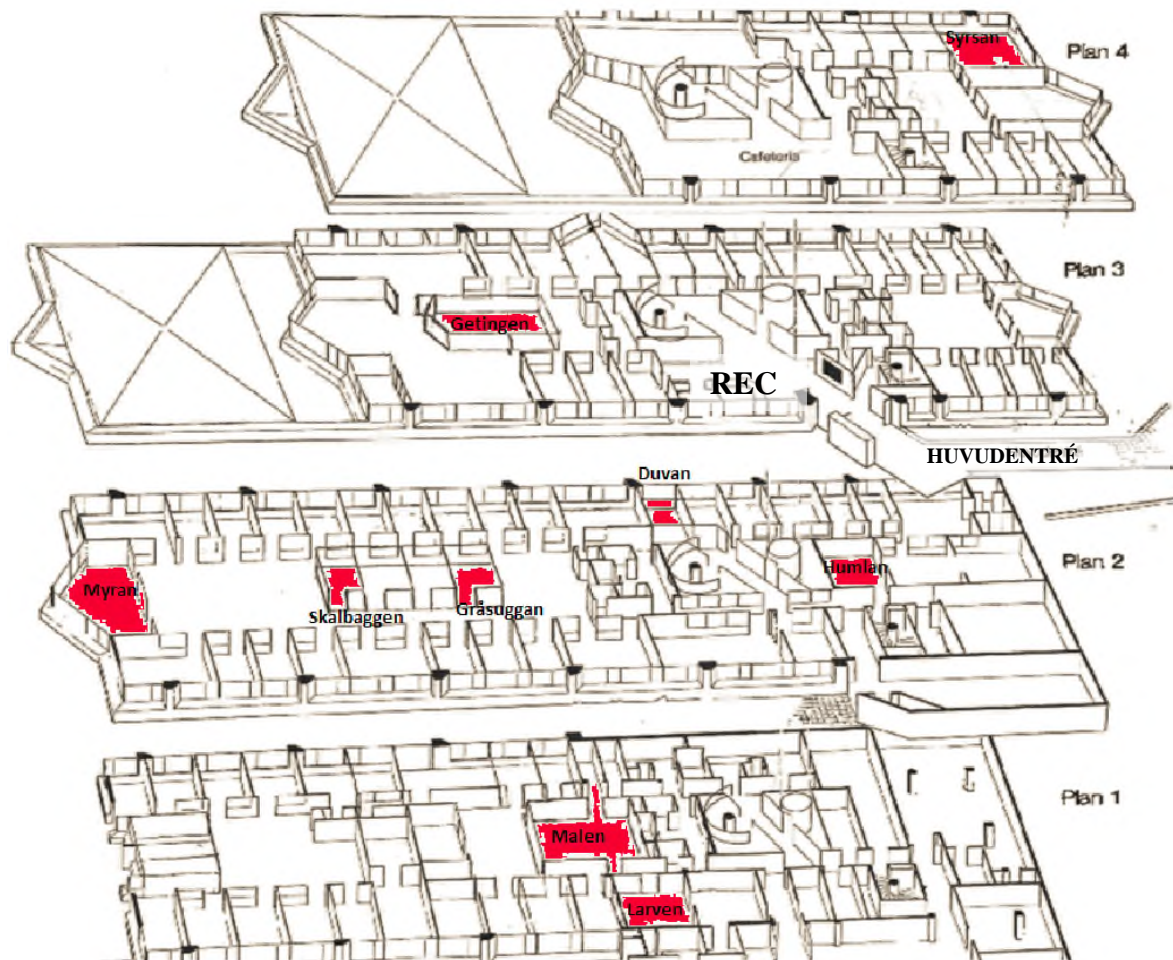 Syrsan
Plan 4
Cafeteria
Plan 3
Getingen
REC
HUVUDENTRÉ
Duvan
Plan 2
Humlan
Myran
Skalbaggen
Gråsuggan
Plan 1
Malen
Larven